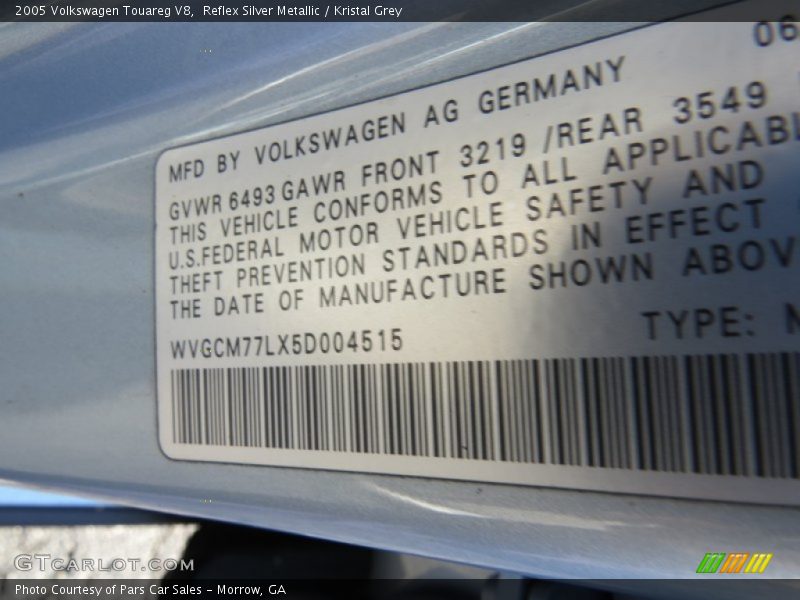 2005 Volkswagen Touareg V8, Reflex Silver Metallic / Kristal Grey
06
MFD BY VOLKSWAGEN AG GERMANY
GVWR 6493 GAWR FRONT 3219 /REAR 3549
THIS VEHICLE CONFORMS TO ALL APPLICABL
U.S.FEDERAL MOTOR VEHICLE SAFETY AND
THEFT PREVENTION STANDARDS IN EFFECT
THE DATE OF MANUFACTURE SHOWN ABOV
WVGCM77LX5D004515 TYPE:
GTCARLOT.COM
Photo Courtesy of Pars Car Sales - Morrow, GA